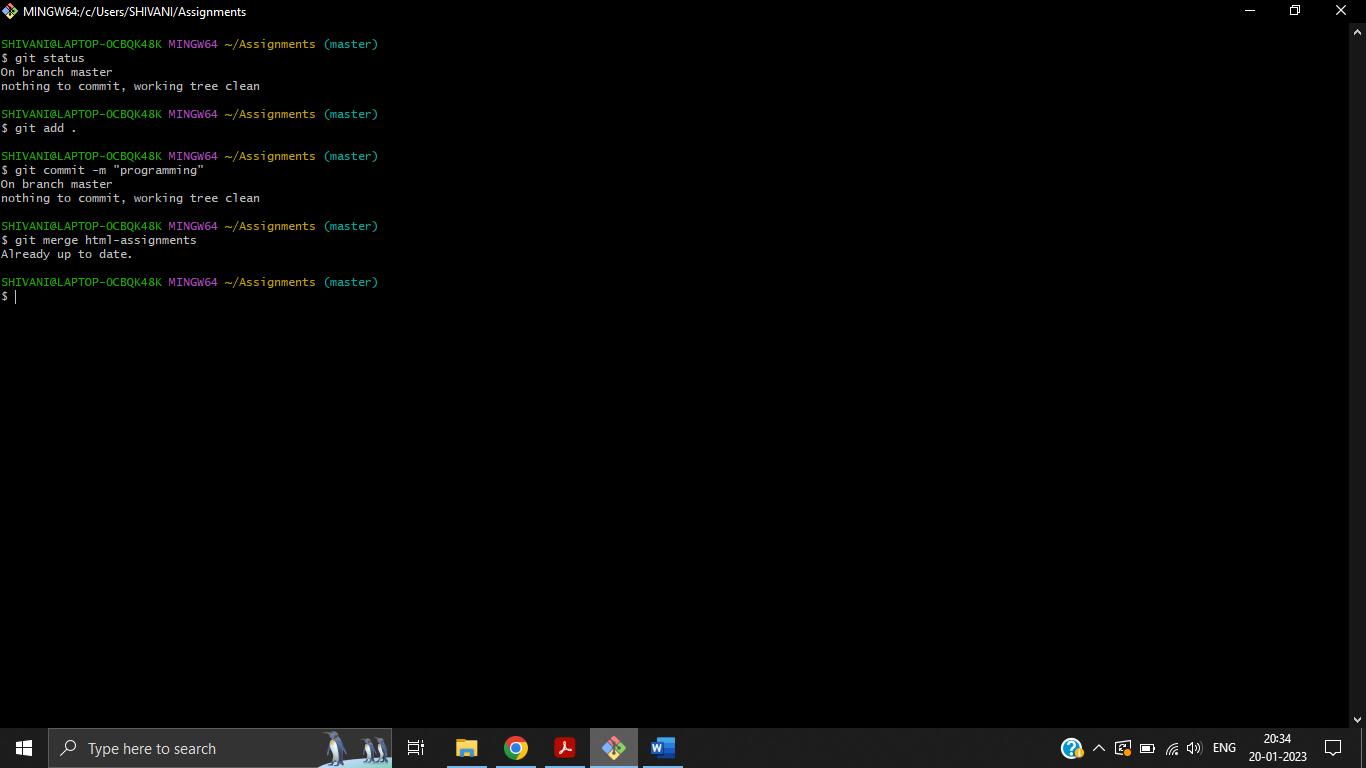 MINGW64:/c/Users/SHIVANI/Assignments
SHIVANI@LAPTOP-OCBQK48K MINGW64 ~/Assignments (master)
$ git status
On branch master
nothing to commit, working tree clean
SHIVANI@LAPTOP-OCBQK48K MINGW64 ~/Assignments (master)
$ git add .
SHIVANI@LAPTOP-OCBQK48K MINGW64 ~/Assignments (master)
$ git commit -m "programming"
On branch master
nothing to commit, working tree clean
SHIVANI@LAPTOP-OCBQK48K MINGW64 ~/Assignments (master)
$ git merge html-assignments
Already up to date.
SHIVANI@LAPTOP-OCBQK48K MINGW64 ~/Assignments (master)
$
Type here to search
ENG
20:34
20-01-2023